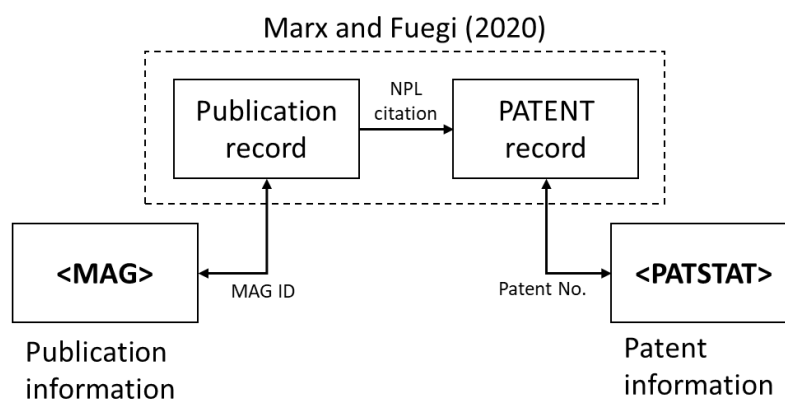 Marx and Fuegi (2020)
Publication
record
NPL
citation
PATENT
record
<MAG>
MAG ID
Patent No.
<PATSTAT>
Publication
information
Patent
information